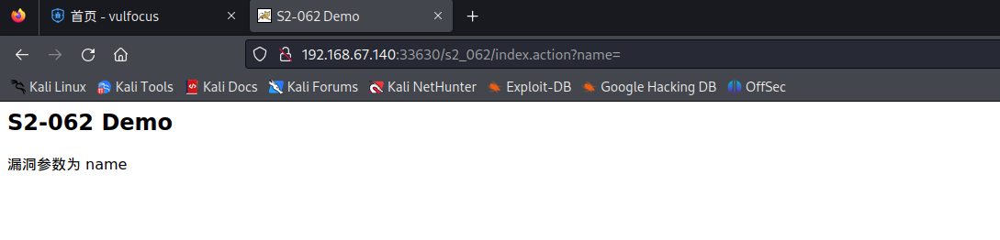 首页 - vulfocus
S2-062 Demo
192.168.67.140:33630/s2_062/index.action?name=
Kali Linux Kali Tools Kali Docs Kali Forums Kali NetHunter Exploit-DB Google Hacking DB OffSec
S2-062 Demo
漏洞参数为 name